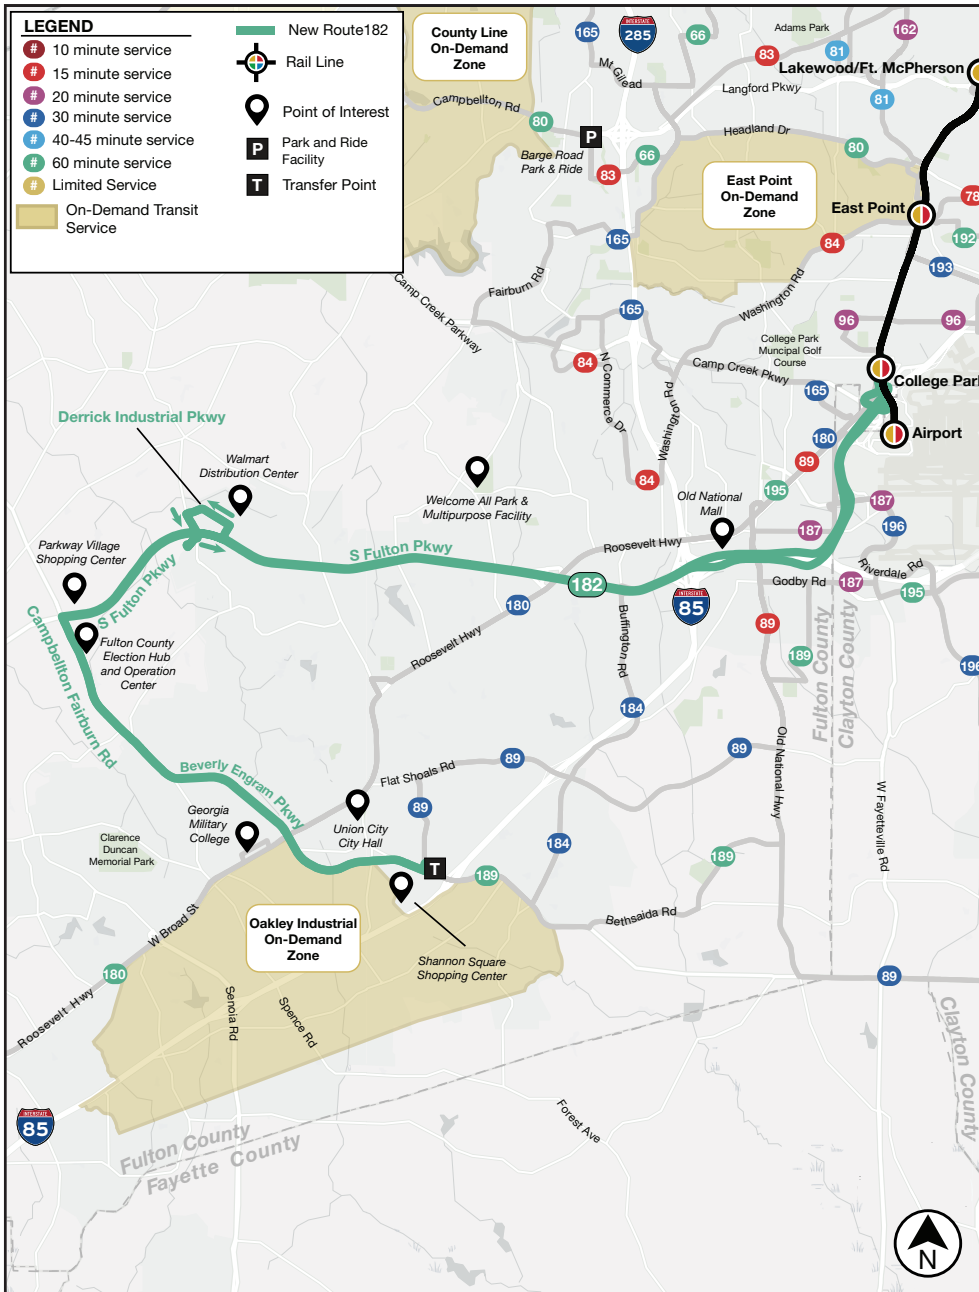 LEGEND
# 10 minute service
# 15 minute service
# 20 minute service
# 30 minute service
# 40-45 minute service
# 60 minute service
# Limited Service
On-Demand Transit
Service
New Route182
Rail Line
Point of Interest
P Park and Ride
Facility
T Transfer Point
County Line
On-Demand
Zone
165
INTERSTATE
285
66
Adams Park
162
83
81
Mt Gilead
Lakewood/Ft. McPherson
Langford Pkwy
81
Campbellton Rd
80
P
Headland Dr
80
Barge Road
Park & Ride
66
83
East Point
On-Demand
Zone
78
East Point
165
84
192
193
Fairburn Rd
Camp Creek Parkway
165
Washington Rd
96
96
College Park
Muncipal Golf
Course
84
N Commerce Dr
Camp Creek Pkwy
165
College Park
Washington Rd
Derrick Industrial Pkwy
180
Airport
Walmart
Distribution Center
89
84
Welcome All Park &
Multipurpose Facility
195
Old National
Mall
187
196
187
Parkway Village
Shopping Center
S Fulton Pkwy
S Fulton Pkwy
Roosevelt Hwy
182
180
INTERSTATE
85
Godby Rd
187
Riverdale Rd
195
Campbellton Fairburn Rd
Fulton County
Election Hub
and Operation
Center
Roosevelt Hwy
Buffington Rd
89
189
Fulton County
Clayton County
196
184
Beverly Engram Pkwy
Flat Shoals Rd
89
89
Old National Hwy
W Fayetteville Rd
Georgia
Military
College
89
Union City
City Hall
Clarence
Duncan
Memorial Park
184
189
T
189
W Broad St
Oakley Industrial
On-Demand
Zone
Bethsaida Rd
Shannon Square
Shopping Center
180
89
Roosevelt Hwy
Senoia Rd
Spence Rd
Clayton County
INTERSTATE
85
Fulton County
Fayette County
Forest Ave
N